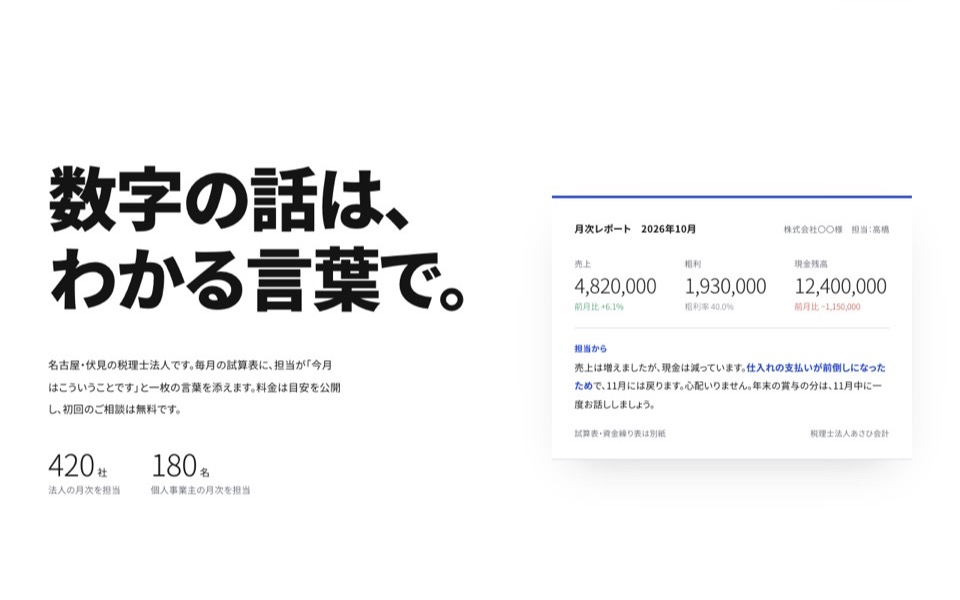 数字の話は、
わかる言葉で。
名古屋・伏見の税理士法人です。毎月の試算表に、担当が「今月
はこういうことです」と一枚の言葉を添えます。料金は目安を公開
し、初回のご相談は無料です。
420社 180名
法人の月次を担当 個人事業主の月次を担当
月次レポート 2026年10月 株式会社〇〇様 担当：高橋
売上 粗利 現金残高
4,820,000 1,930,000 12,400,000
前月比 +6.1% 粗利率 40.0% 前月比 −1,150,000
担当から
売上は増えましたが、現金は減っています。仕入れの支払いが前倒しになった
ためで、11月には戻ります。心配いりません。年末の賞与の分は、11月中に一
度お話ししましょう。
試算表・資金繰り表は別紙 税理士法人あさひ会計